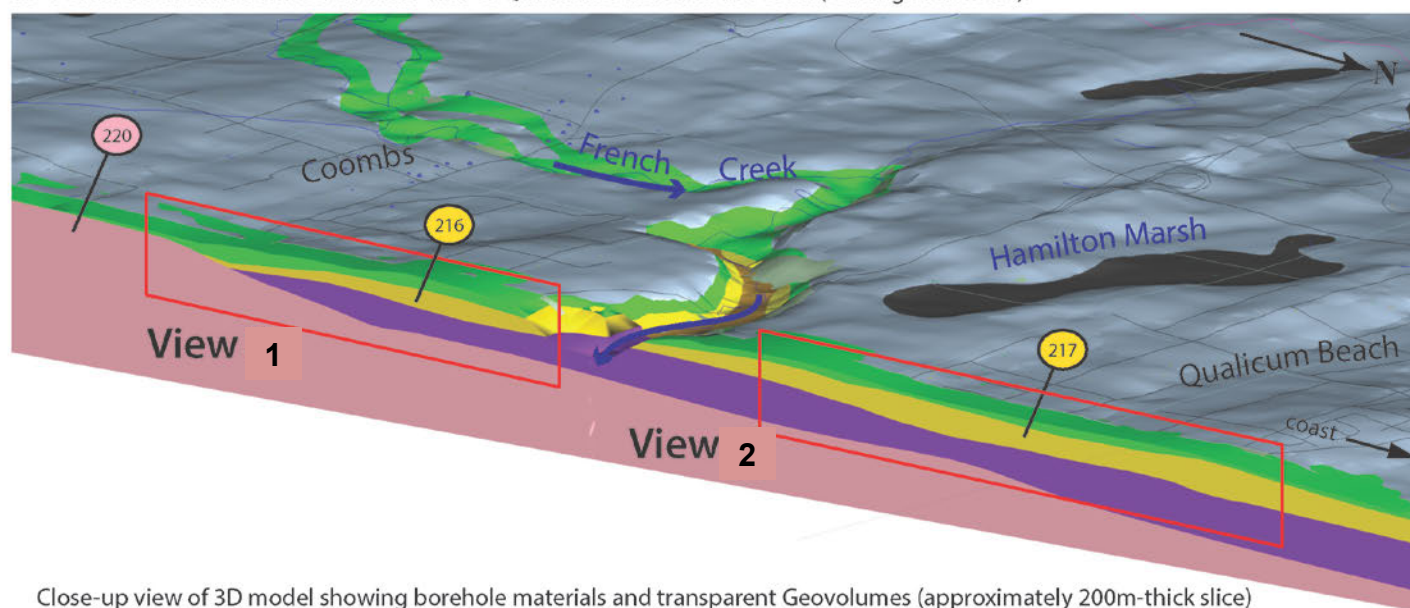 N
220
Coombs
French Creek
216
Hamilton Marsh
217
Qualicum Beach
coast
View 1
View 2
Close-up view of 3D model showing borehole materials and transparent Geovolumes (approximately 200m-thick slice)